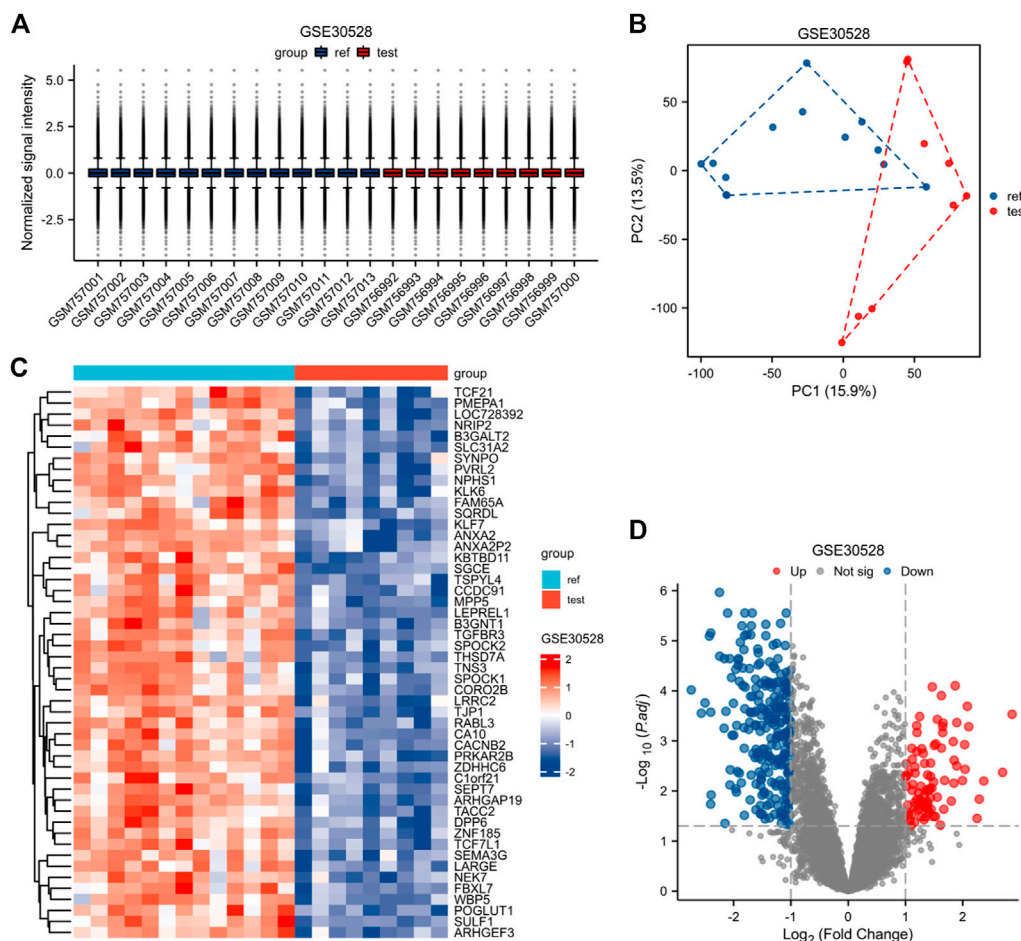 A
GSE30528
group ref test
Normalized signal intensity
5.0
2.5
0.0
-2.5
GSM757001
GSM757002
GSM757003
GSM757004
GSM757005
GSM757006
GSM757007
GSM757008
GSM757009
GSM757010
GSM757011
GSM757012
GSM757013
GSM756992
GSM756993
GSM756994
GSM756995
GSM756996
GSM756997
GSM756998
GSM756999
GSM757000
B
GSE30528
PC2 (13.5%)
50
0
-50
-100
-100
-50
0
50
PC1 (15.9%)
ref
tes
C
group
TCF21
PMEPA1
LOC728392
NRIP2
B3GALT2
SLC31A2
SYNPO
PVRL2
NPHS1
KLK6
FAM65A
SQRDL
KLF7
ANXA2
ANXA2P2
KBTBD11
SGCE
TSPYL4
CCDC91
MPP5
LEPREL1
B3GNT1
TGFBR3
SPOCK2
THSD7A
TNS3
SPOCK1
CORO2B
LRRC2
TJP1
RABL3
CA10
CACNB2
PRKAR2B
ZDHHC6
C1orf21
SEPT7
ARHGAP19
TACC2
DPP6
ZNF185
TCF7L1
SEMA3G
LARGE
NEK7
FBXL7
WBP5
POGLUT1
SULF1
ARHGEF3
group
ref
test
GSE30528
2
1
0
-1
-2
D
GSE30528
Up Not sig Down
-Log10 (P.adj)
6
5
4
3
2
1
0
-2
-1
0
1
2
Log2 (Fold Change)